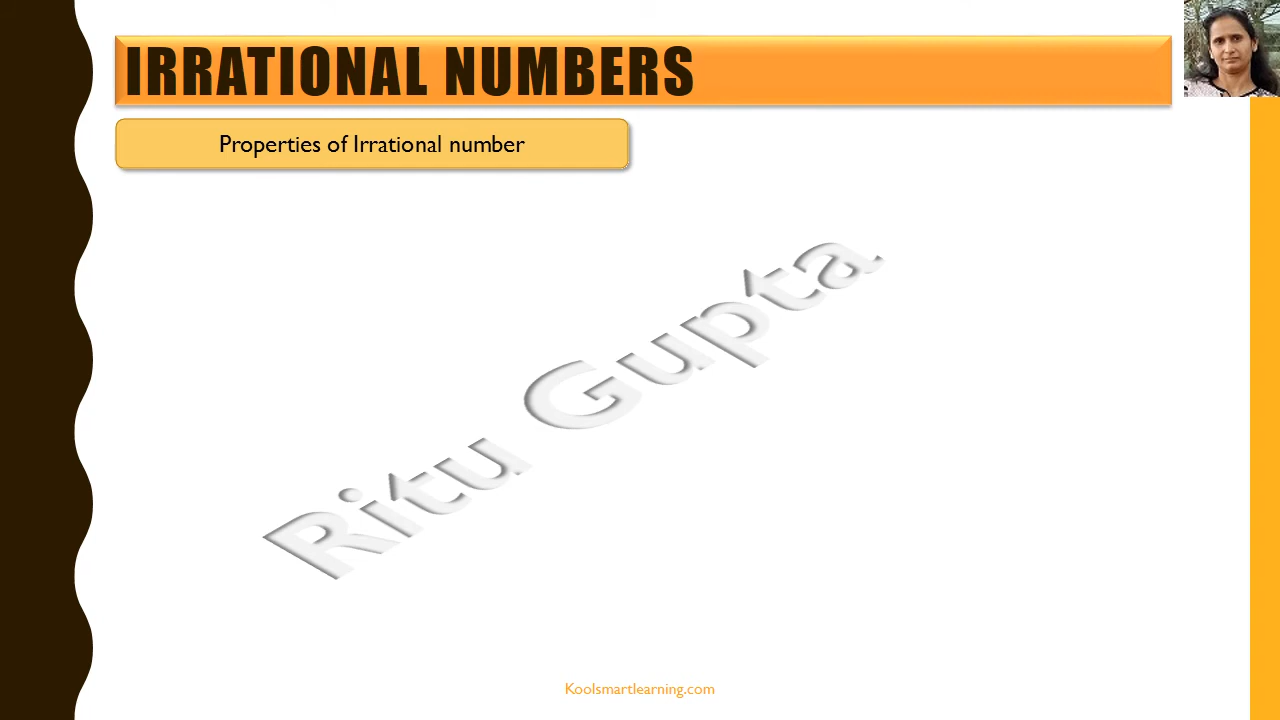 IRRATIONAL NUMBERS
Properties of Irrational number
Ritu Gupta
Koolsmartlearning.com